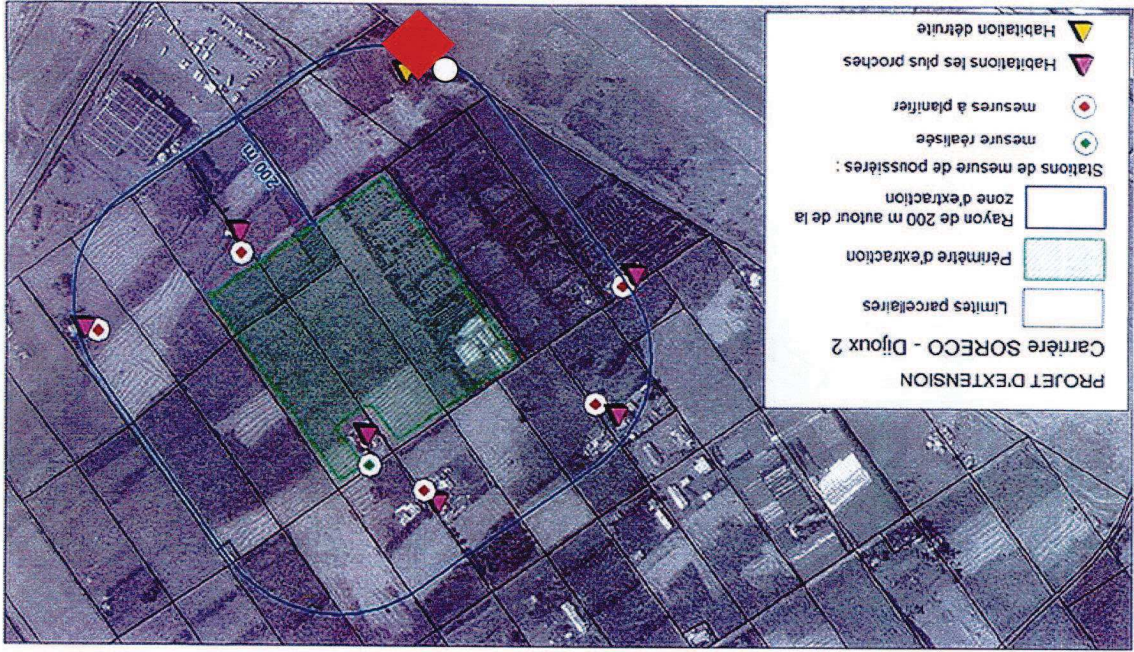 PROJET D'EXTENSION
Carrière SORECO - Dijoux 2
Limites parcellaires
Périmètre d'extraction
Rayon de 200 m autour de la
zone d'extraction
Stations de mesure de poussières :
mesure réalisée
mesures à planifier
Habitations les plus proches
Habitation détruite
200 m